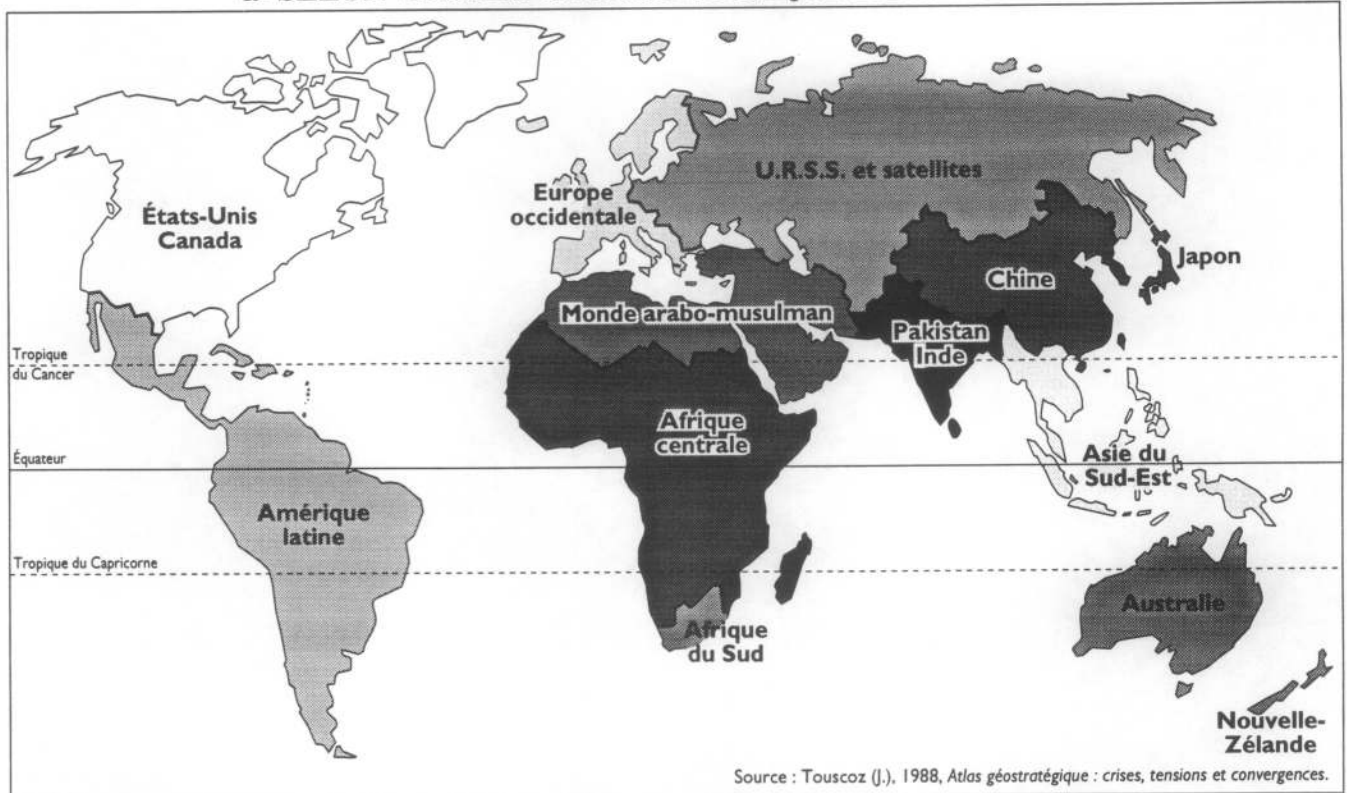 U.R.S.S. et satellites
Europe
occidentale
États-Unis
Canada
Japon
Chine
Monde arabo-musulman
Pakistan
Inde
Tropique
du Cancer
Afrique
centrale
Équateur
Asie du
Sud-Est
Amérique
latine
Tropique du Capricorne
Australie
Afrique
du Sud
Nouvelle-
Zélande
Source : Touscoz (J.), 1988, Atlas géostratégique : crises, tensions et convergences.